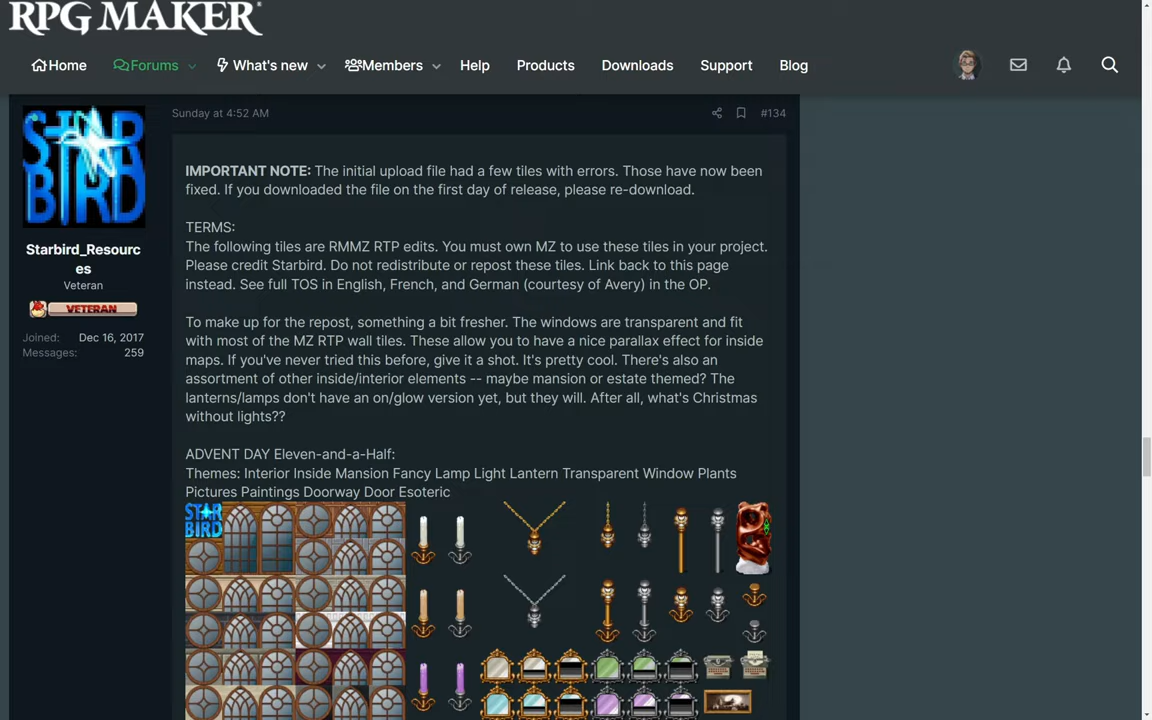 RPG MAKER
Home Forums What's new Members Help Products Downloads Support Blog
STAR BIRD
Starbird_Resourc
es
Veteran
VETERAN
Joined: Dec 16, 2017
Messages: 259
Sunday at 4:52 AM #134
IMPORTANT NOTE: The initial upload file had a few tiles with errors. Those have now been
fixed. If you downloaded the file on the first day of release, please re-download.
TERMS:
The following tiles are RMMZ RTP edits. You must own MZ to use these tiles in your project.
Please credit Starbird. Do not redistribute or repost these tiles. Link back to this page
instead. See full TOS in English, French, and German (courtesy of Avery) in the OP.
To make up for the repost, something a bit fresher. The windows are transparent and fit
with most of the MZ RTP wall tiles. These allow you to have a nice parallax effect for inside
maps. If you've never tried this before, give it a shot. It's pretty cool. There's also an
assortment of other inside/interior elements -- maybe mansion or estate themed? The
lanterns/lamps don't have an on/glow version yet, but they will. After all, what's Christmas
without lights??
ADVENT DAY Eleven-and-a-Half:
Themes: Interior Inside Mansion Fancy Lamp Light Lantern Transparent Window Plants
Pictures Paintings Doorway Door Esoteric
STAR
BIRD